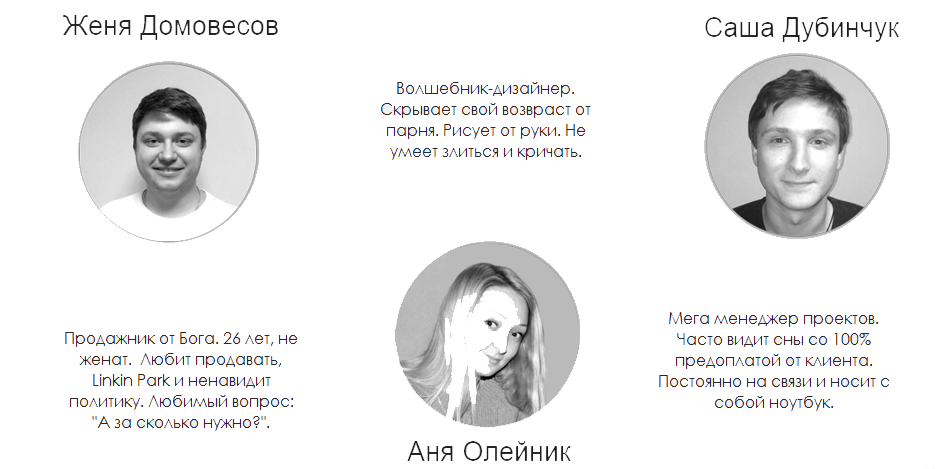 Женя Домовесов
Продажник от Бога. 26 лет, не
женат. Любит продавать,
Linkin Park и ненавидит
политику. Любимый вопрос:
"А за сколько нужно?".
Волшебник-дизайнер.
Скрывает свой возвраст от
парня. Рисует от руки. Не
умеет злиться и кричать.
Аня Олейник
Саша Дубинчук
Мега менеджер проектов.
Часто видит сны со 100%
предоплатой от клиента.
Постоянно на связи и носит с
собой ноутбук.